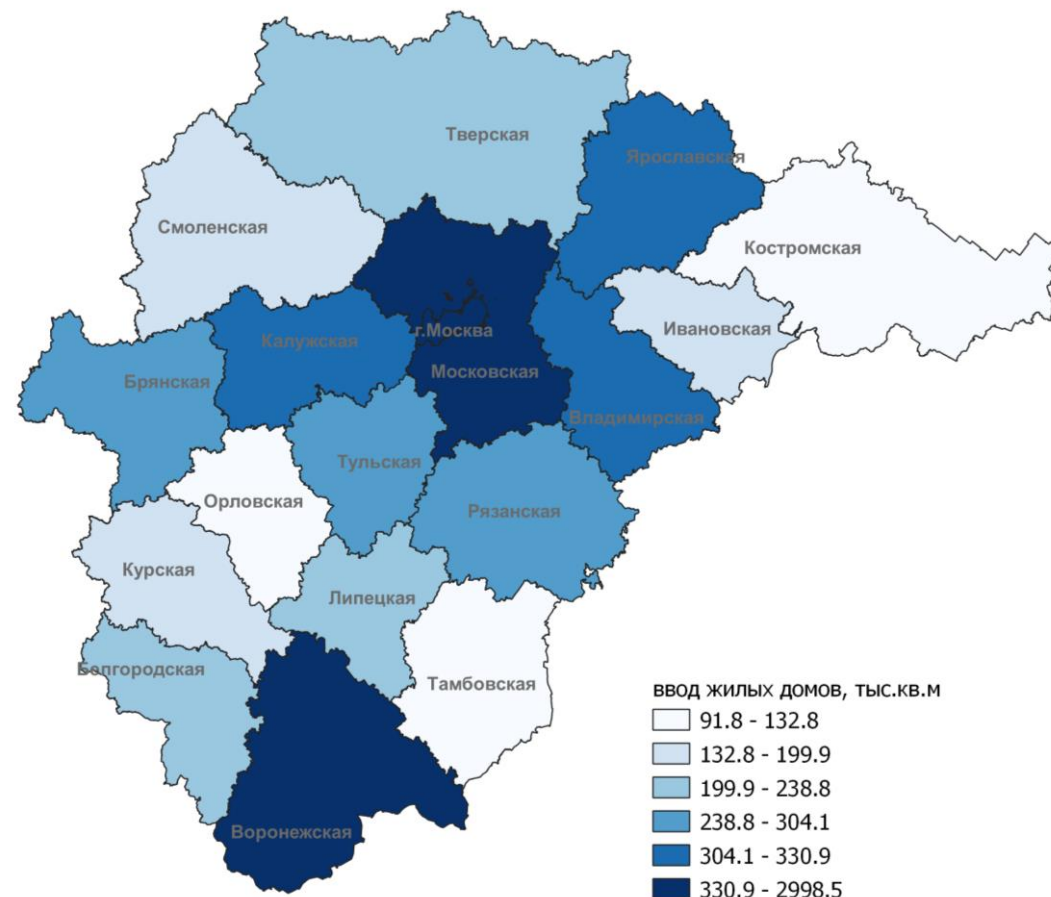 Тверская
Ярославская
Смоленская
Костромская
Ивановская
г.Москва
Калужская
Московская
Брянская
Владимирская
Тульская
Орловская
Рязанская
Курская
Липецкая
Бэлгородская
Тамбовская
Воронежская
ввод жилых домов, тыс.кв.м
91.8 - 132.8
132.8 - 199.9
199.9 - 238.8
238.8 - 304.1
304.1 - 330.9
330.9 - 2998.5